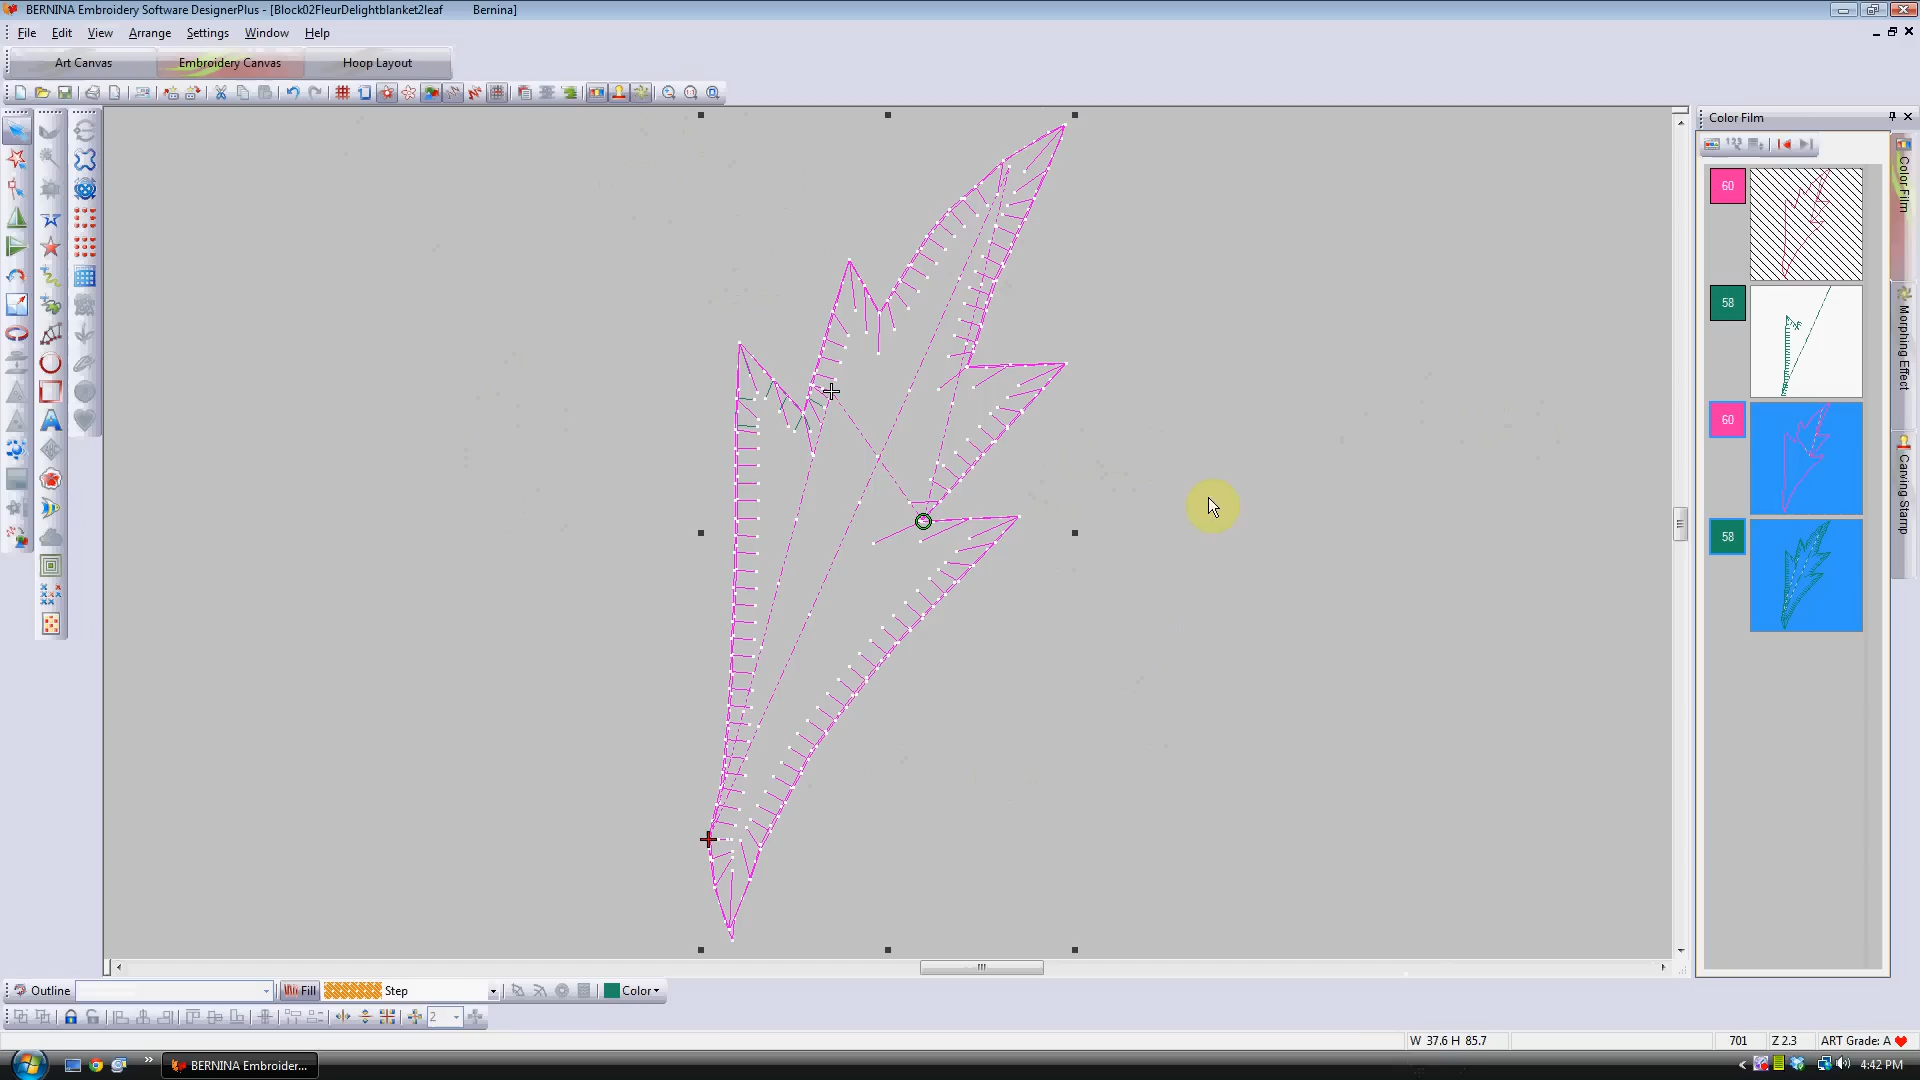 BERNINA Embroidery Software DesignerPlus - [Block02FleurDelightblanket2leaf        Bernina]
File Edit View Arrange Settings Window Help
Art Canvas Embroidery Canvas Hoop Layout
Color Film
60
58
60
58
Color Film
Morphing Effect
Carving Stamp
Outline Fill Step Color
2
W 37.6 H 85.7 701 Z 2.3 ART Grade: A
BERNINA Embroider... 4:42 PM